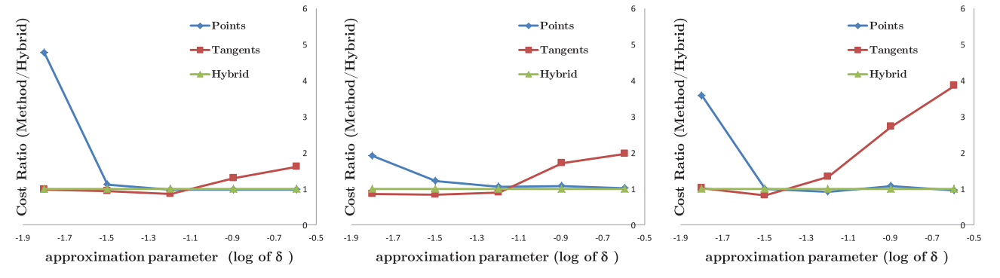 Cost Ratio (Method/Hybrid)
Points
Tangents
Hybrid
6
5
4
3
2
1
0
-1.9 -1.7 -1.5 -1.3 -1.1 -0.9 -0.7 -0.5
approximation parameter (log of δ )
Cost Ratio (Method/Hybrid)
Points
Tangents
Hybrid
6
5
4
3
2
1
0
-1.9 -1.7 -1.5 -1.3 -1.1 -0.9 -0.7 -0.5
approximation parameter (log of δ )
Cost Ratio (Method/Hybrid)
Points
Tangents
Hybrid
6
5
4
3
2
1
0
-1.9 -1.7 -1.5 -1.3 -1.1 -0.9 -0.7 -0.5
approximation parameter (log of δ )